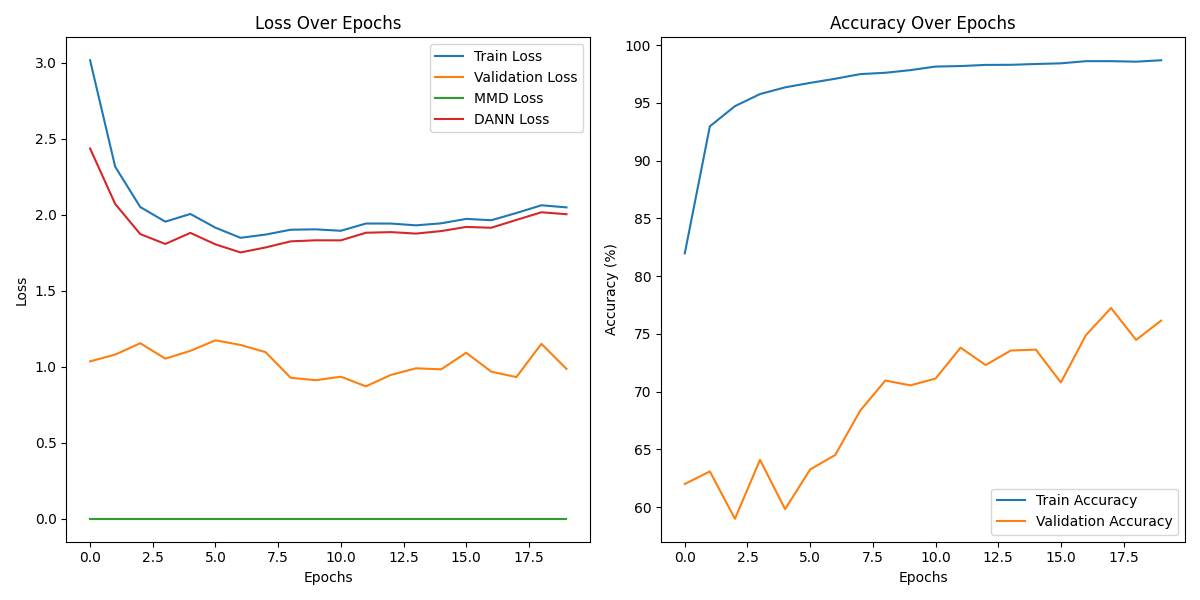 Loss Over Epochs
Train Loss
Validation Loss
MMD Loss
DANN Loss
3.0
2.5
2.0
1.5
1.0
0.5
0.0
Loss
0.0 2.5 5.0 7.5 10.0 12.5 15.0 17.5
Epochs
Accuracy Over Epochs
100
95
90
85
80
75
70
65
60
Accuracy (%)
Train Accuracy
Validation Accuracy
0.0 2.5 5.0 7.5 10.0 12.5 15.0 17.5
Epochs